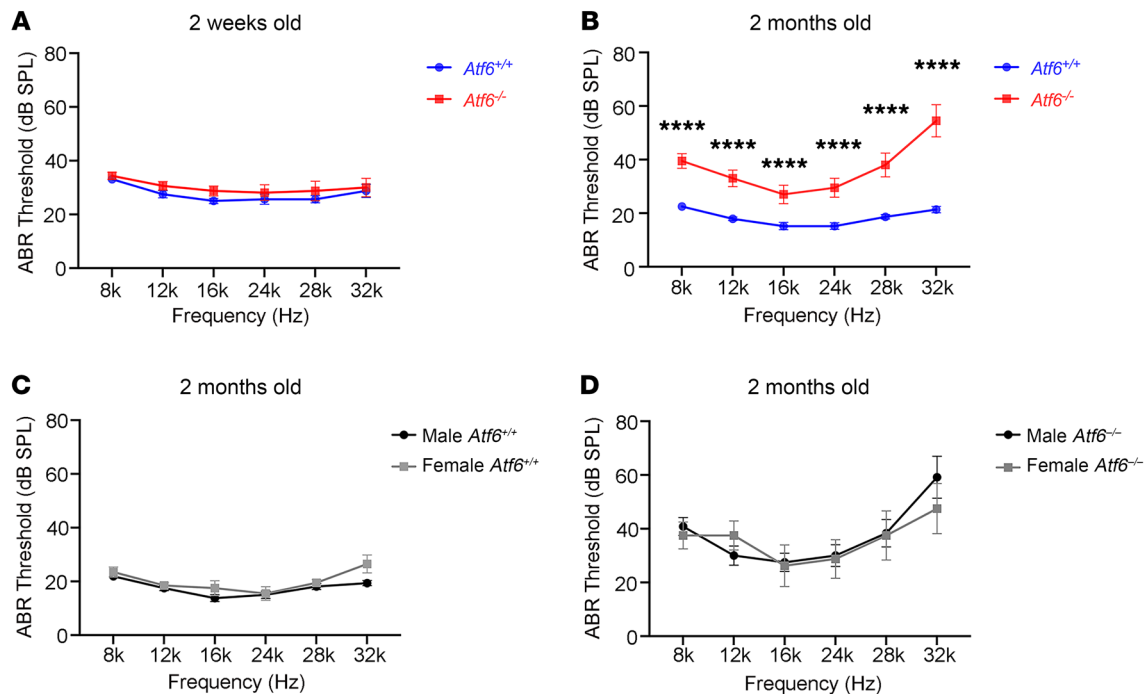 A
2 weeks old
ABR Threshold (dB SPL)
80
60
40
20
0
8k 12k 16k 24k 28k 32k
Frequency (Hz)
Atf6+/+
Atf6-/-
B
2 months old
ABR Threshold (dB SPL)
80
60
40
20
0
**** **** **** **** **** ****
8k 12k 16k 24k 28k 32k
Frequency (Hz)
Atf6+/+
Atf6-/-
C
2 months old
ABR Threshold (dB SPL)
80
60
40
20
0
8k 12k 16k 24k 28k 32k
Frequency (Hz)
Male Atf6+/+
Female Atf6+/+
D
2 months old
ABR Threshold (dB SPL)
80
60
40
20
0
8k 12k 16k 24k 28k 32k
Frequency (Hz)
Male Atf6–/–
Female Atf6–/–